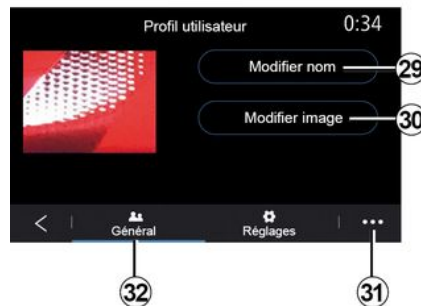 Profil utilisateur 0:34
Modifier nom 29
Modifier image 30
Général Réglages
32 31